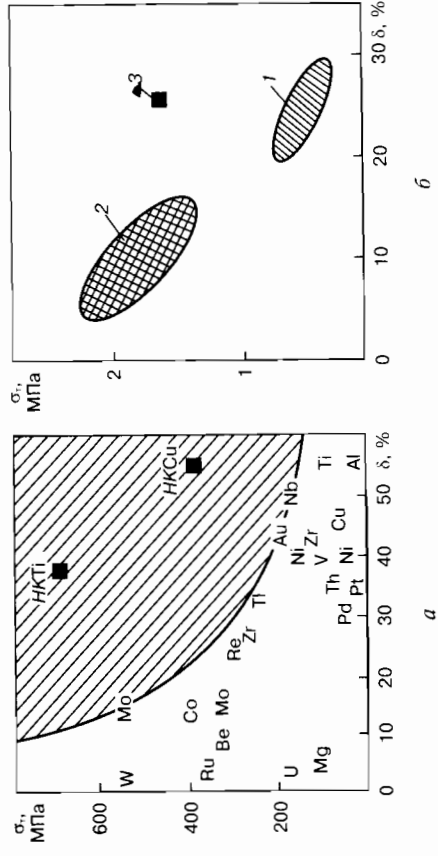 σт,
МПа
600
400
200
0
10
20
30
40
50
δ, %
НКTi
НКCu
Mo
W
Co
Ru
Mo
Be
Re
Zr
Ti
U
Mg
Au
Nb
Ni
Zr
V
Cu
Ti
Th
Ni
Pd
Pt
Al
а
σт,
МПа
2
1
0
10
20
30
δ, %
2
3
1
б